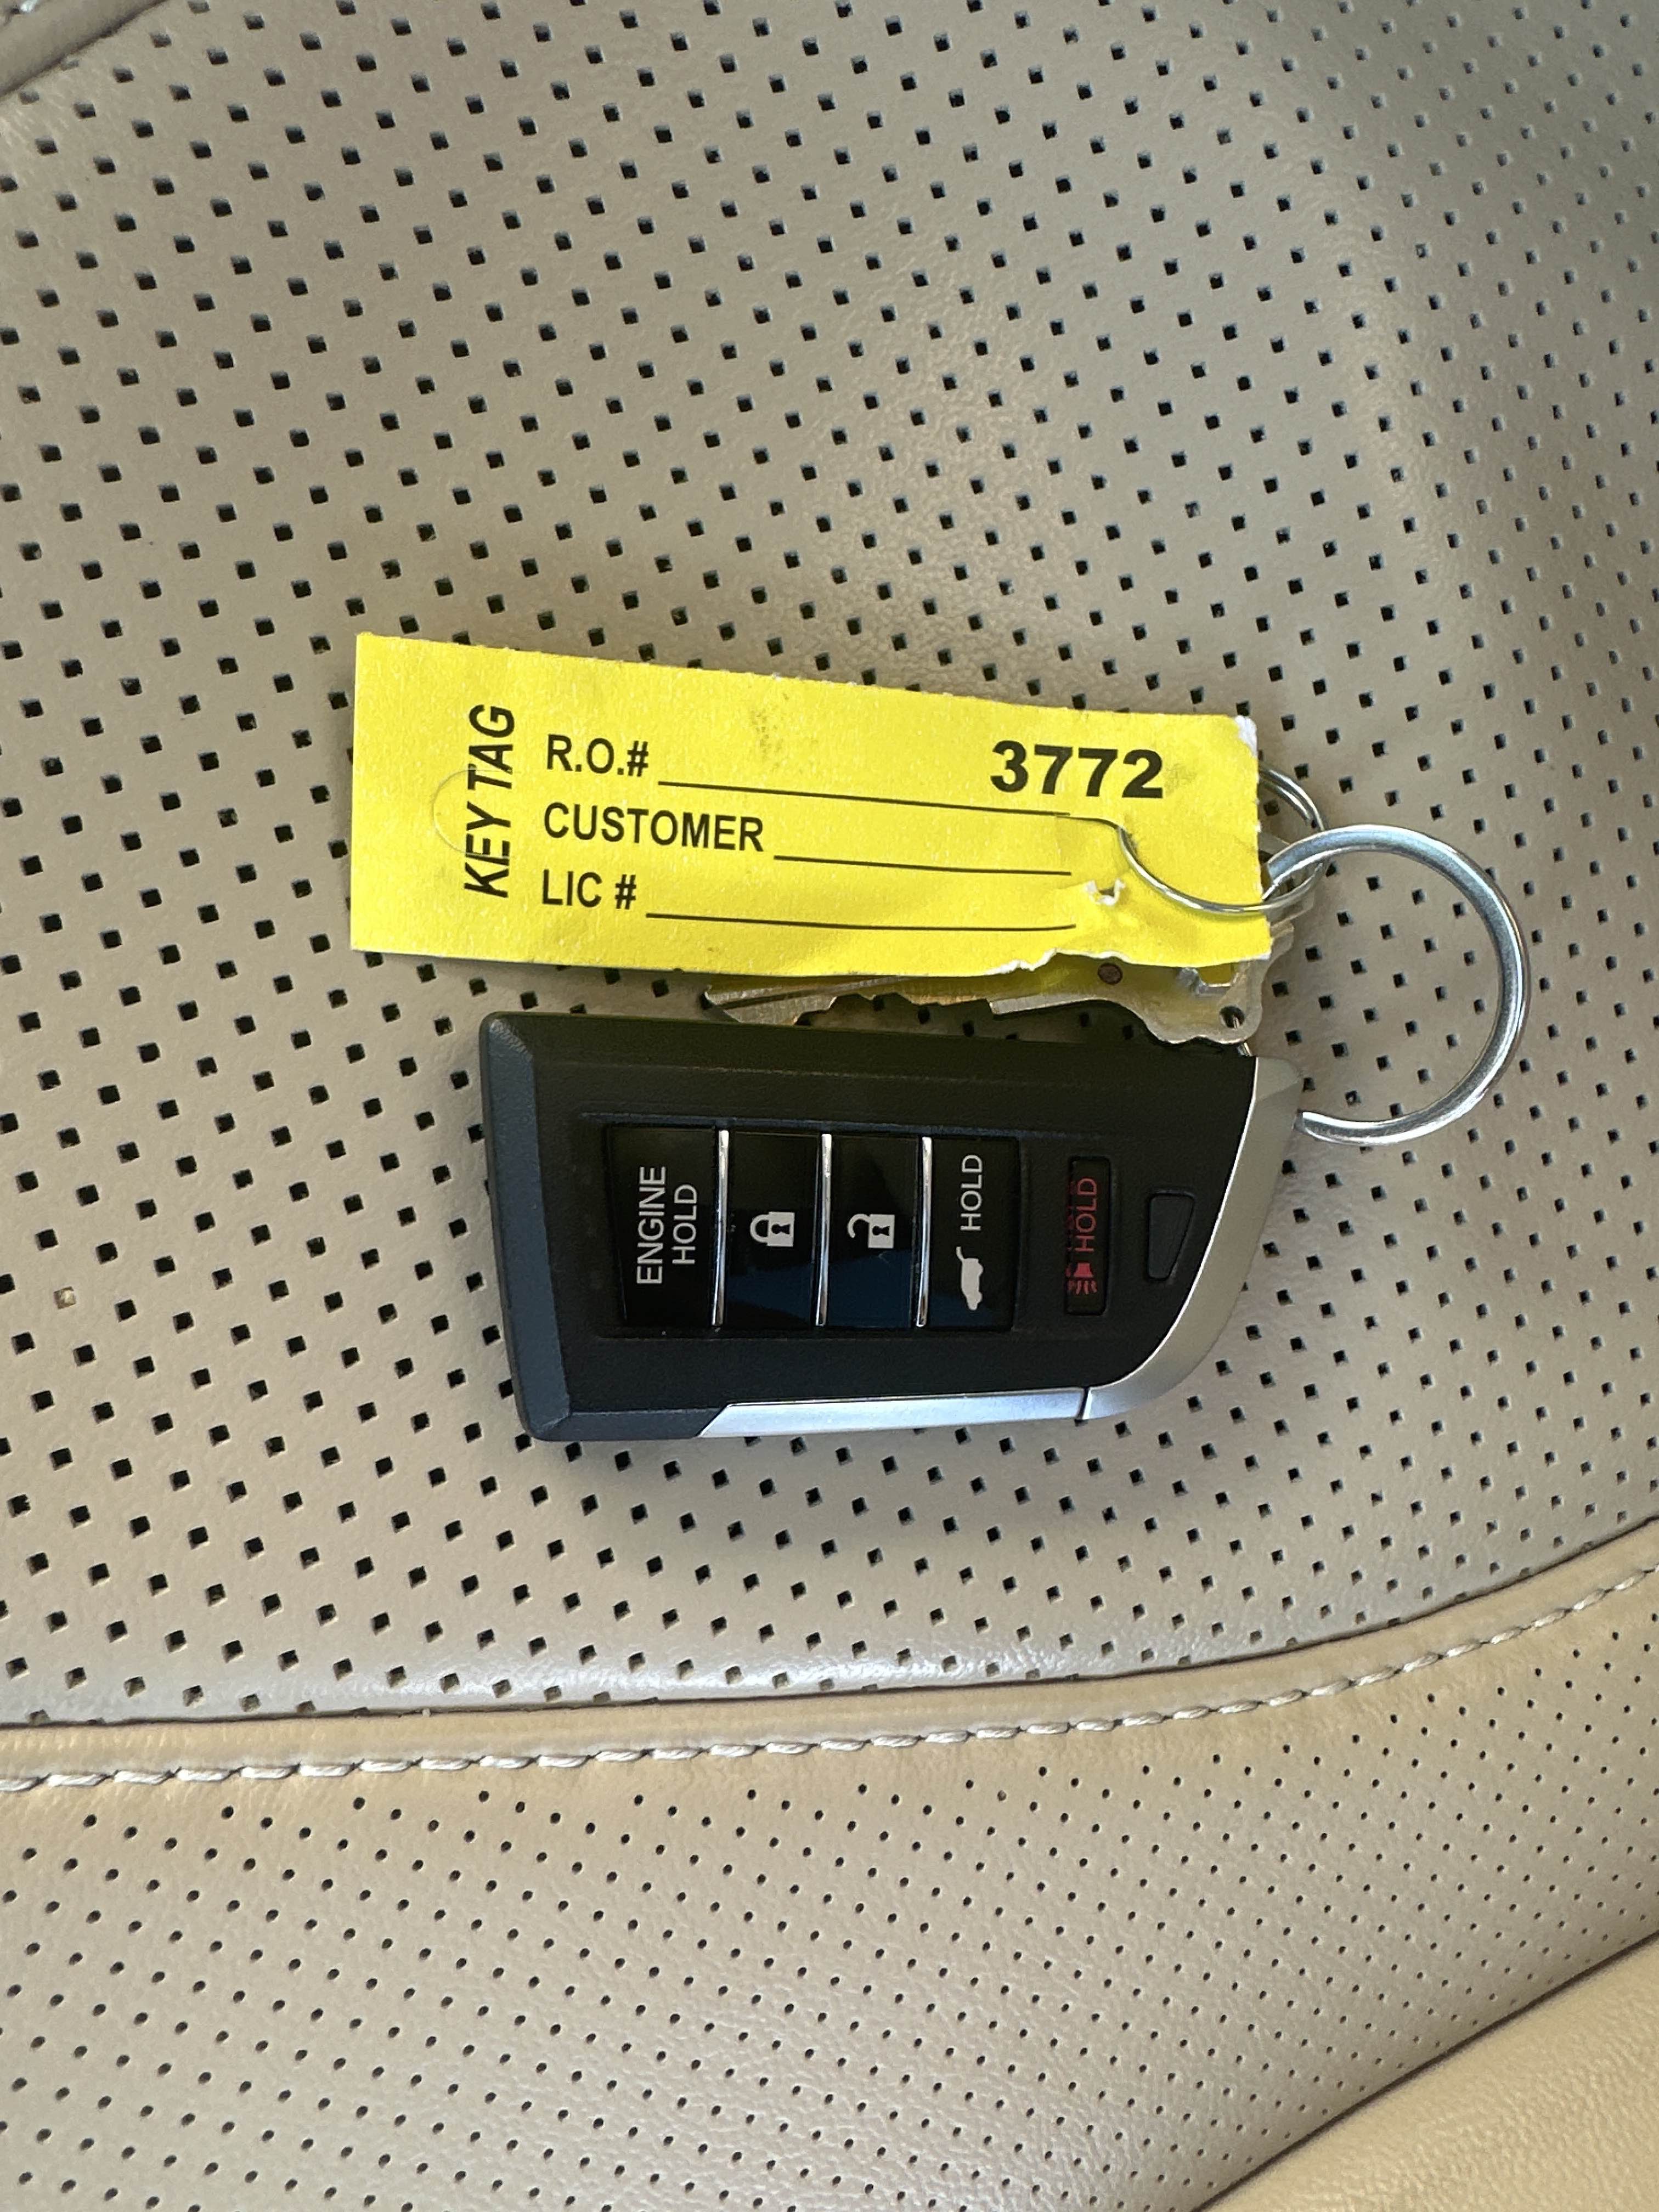 KEY TAG
R.O.# 3772
CUSTOMER
LIC #
ENGINE
HOLD
HOLD
HOLD